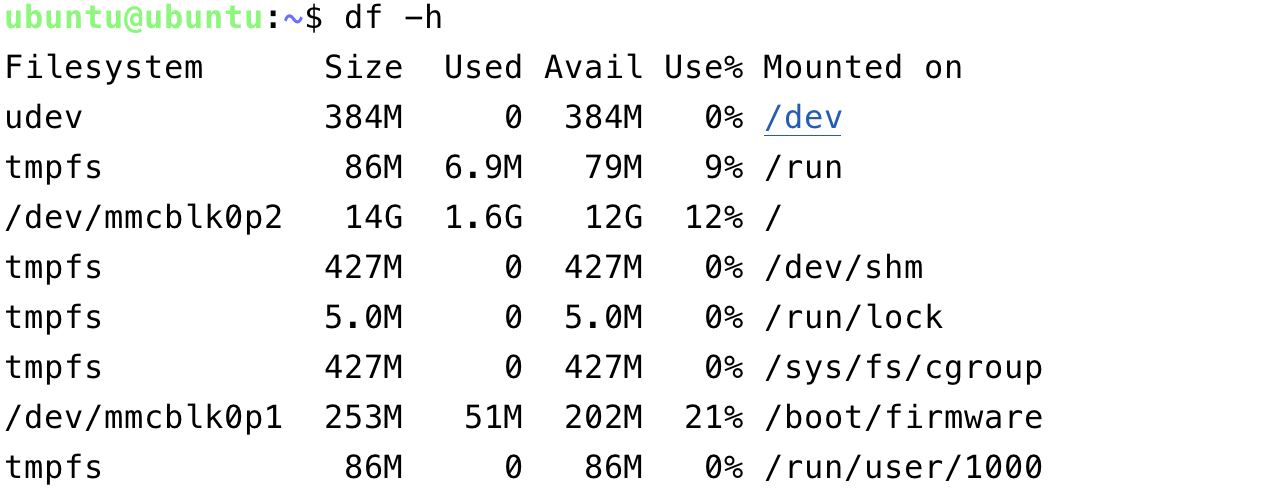 ubuntu@ubuntu:~$ df -h
Filesystem      Size  Used Avail Use% Mounted on
udev            384M     0  384M   0% /dev
tmpfs            86M  6.9M   79M   9% /run
/dev/mmcblk0p2   14G  1.6G   12G  12% /
tmpfs           427M     0  427M   0% /dev/shm
tmpfs           5.0M     0  5.0M   0% /run/lock
tmpfs           427M     0  427M   0% /sys/fs/cgroup
/dev/mmcblk0p1  253M   51M  202M  21% /boot/firmware
tmpfs            86M     0   86M   0% /run/user/1000